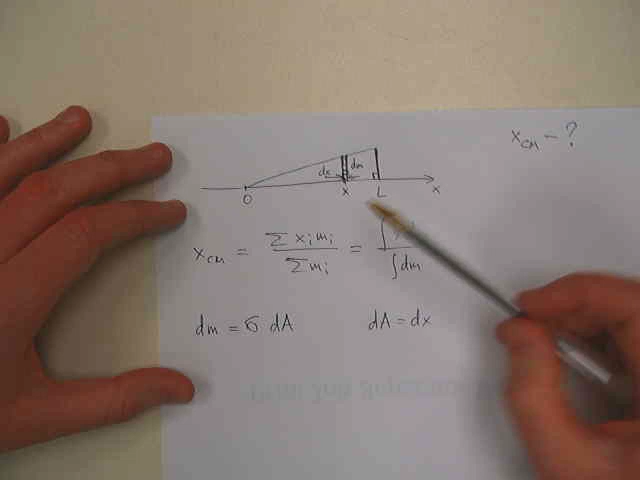 x_cm – ?
dx dm
0 x L x
x_cm = Σ x_i m_i / Σ m_i = ∫ / ∫ dm
dm = σ dA dA = dx